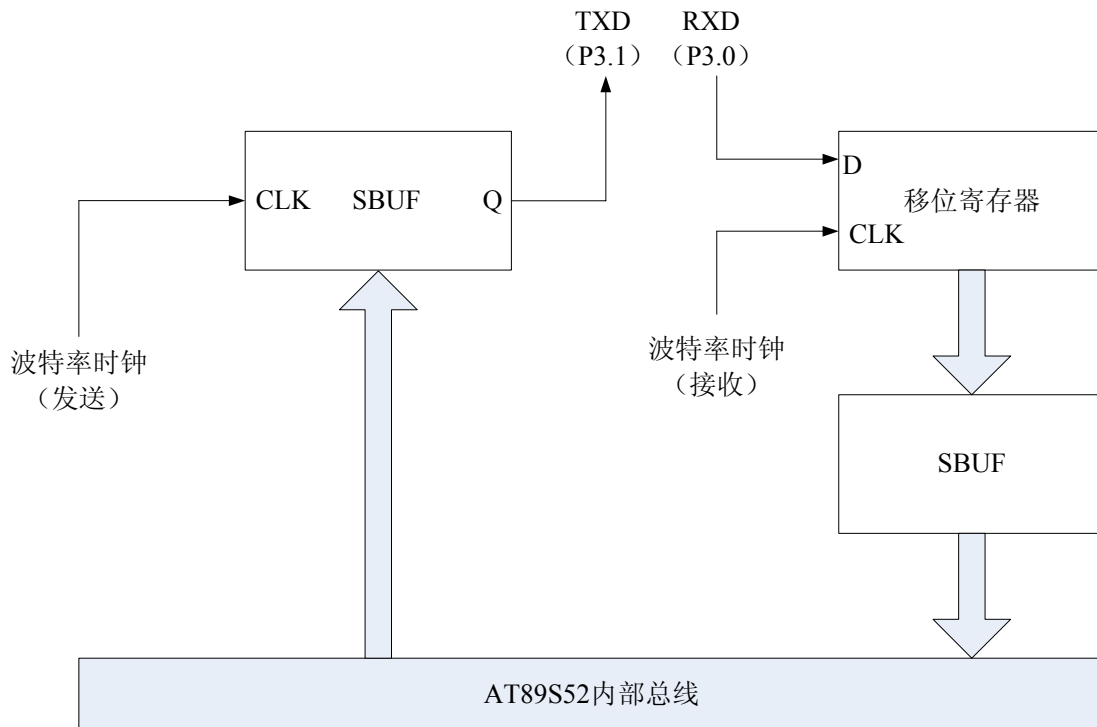 TXD
（P3.1）
RXD
（P3.0）
CLK
SBUF
Q
D
移位寄存器
CLK
波特率时钟
（发送）
波特率时钟
（接收）
SBUF
AT89S52内部总线